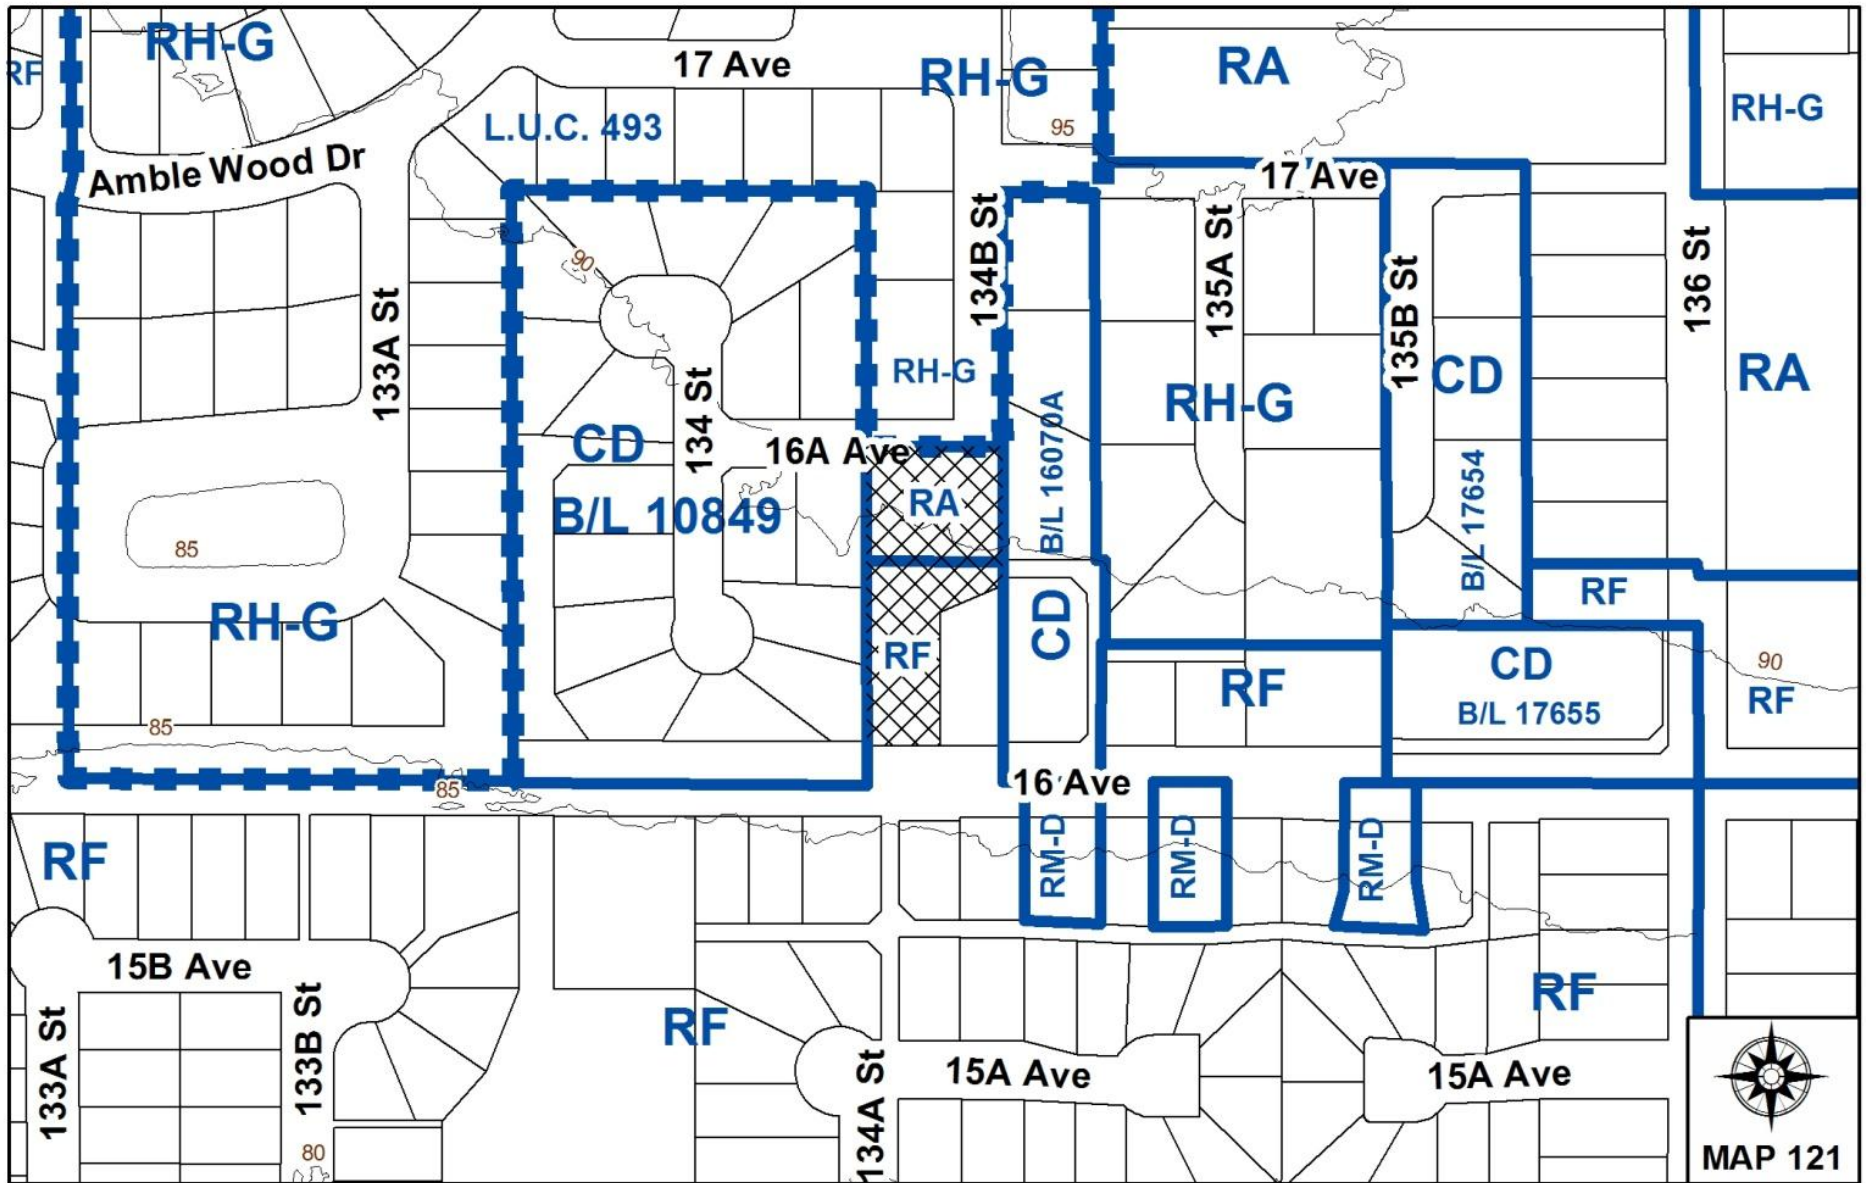 RH-G
RF
17 Ave
RH-G
RA
RH-G
L.U.C. 493
95
Amble Wood Dr
17 Ave
134B St
135A St
136 St
90
133A St
135B St
RH-G
CD
RA
RH-G
134 St
CD
16A Ave
B/L 16070A
B/L 10849
RA
B/L 17654
85
RF
RH-G
CD
RF
CD
90
RF
RF
B/L 17655
85
16 Ave
85
RF
RM-D
RM-D
RM-D
15B Ave
RF
RF
133A St
133B St
134A St
15A Ave
15A Ave
80
MAP 121